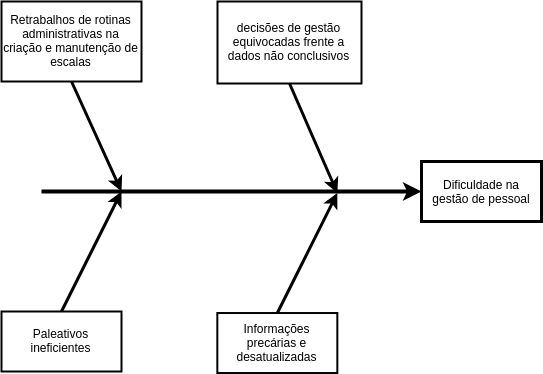 Retrabalhos de rotinas
administrativas na
criação e manutenção de
escalas
decisões de gestão
equivocadas frente a
dados não conclusivos
Dificuldade na
gestão de pessoal
Paleativos
ineficientes
Informações
precárias e
desatualizadas